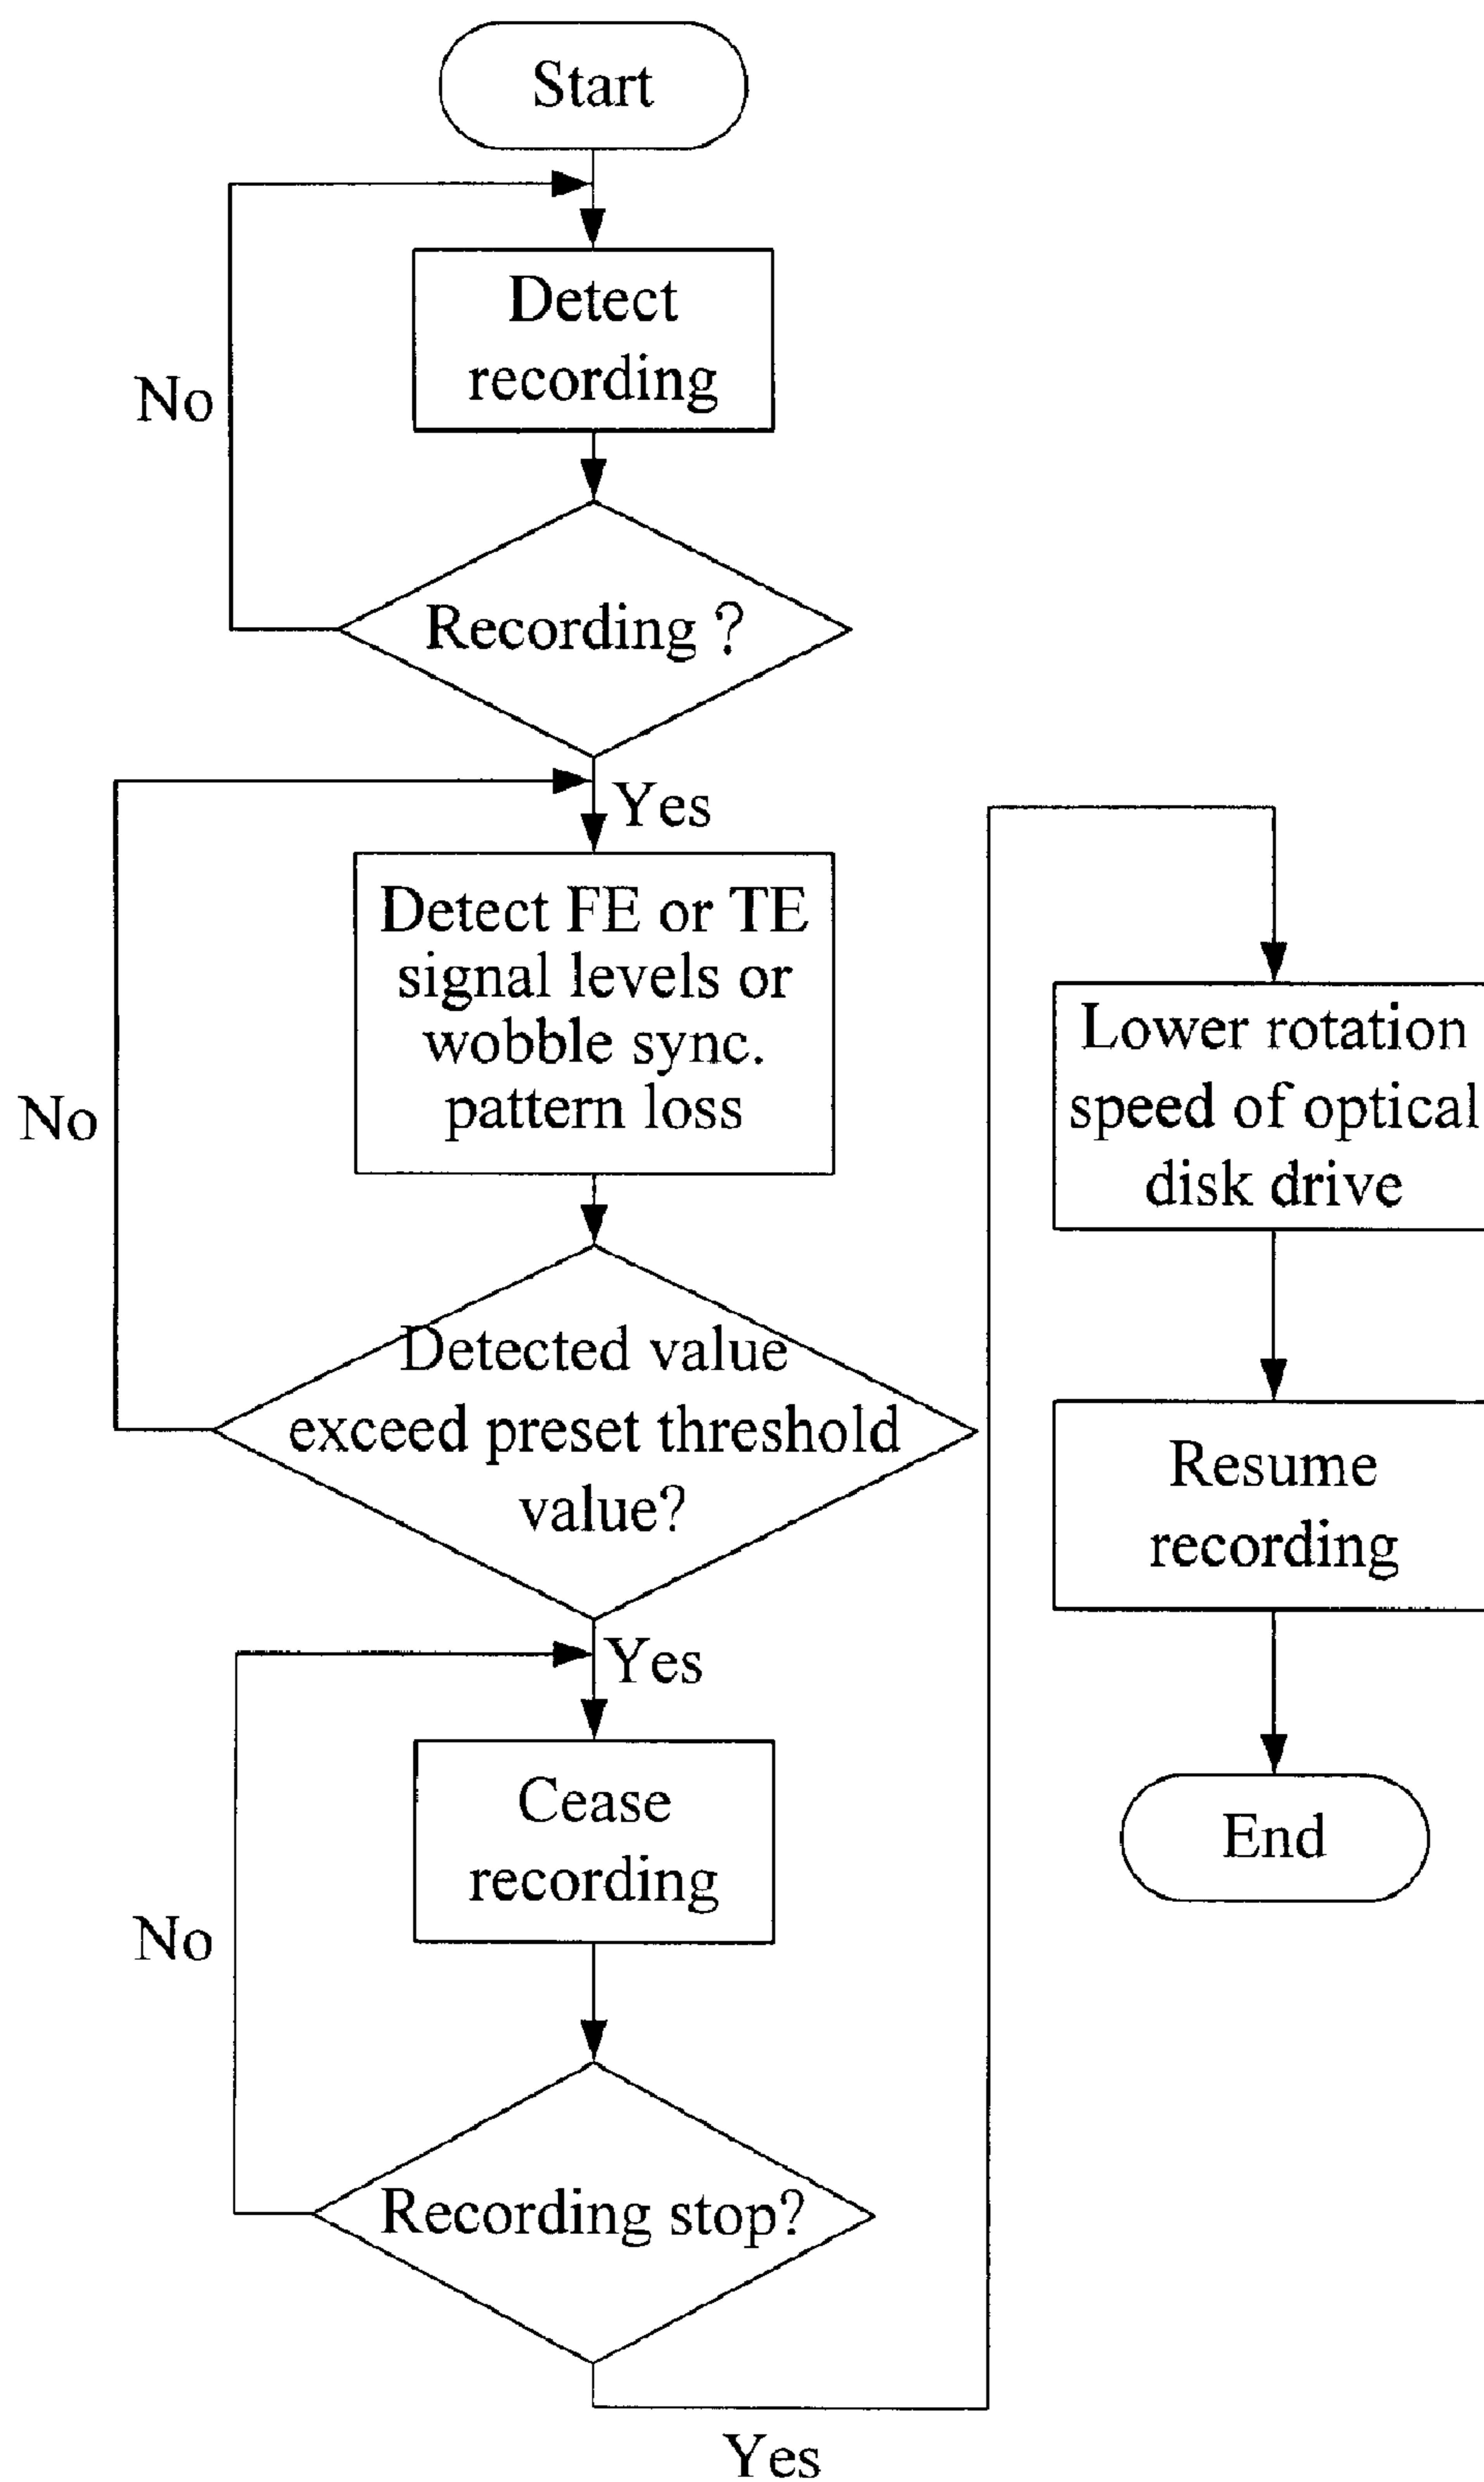 Start
Detect
recording
No
Recording ?
Yes
Detect FE or TE
signal levels or
wobble sync.
pattern loss
No
Detected value
exceed preset threshold
value?
Yes
Cease
recording
No
Recording stop?
Yes
Lower rotation
speed of optical
disk drive
Resume
recording
End